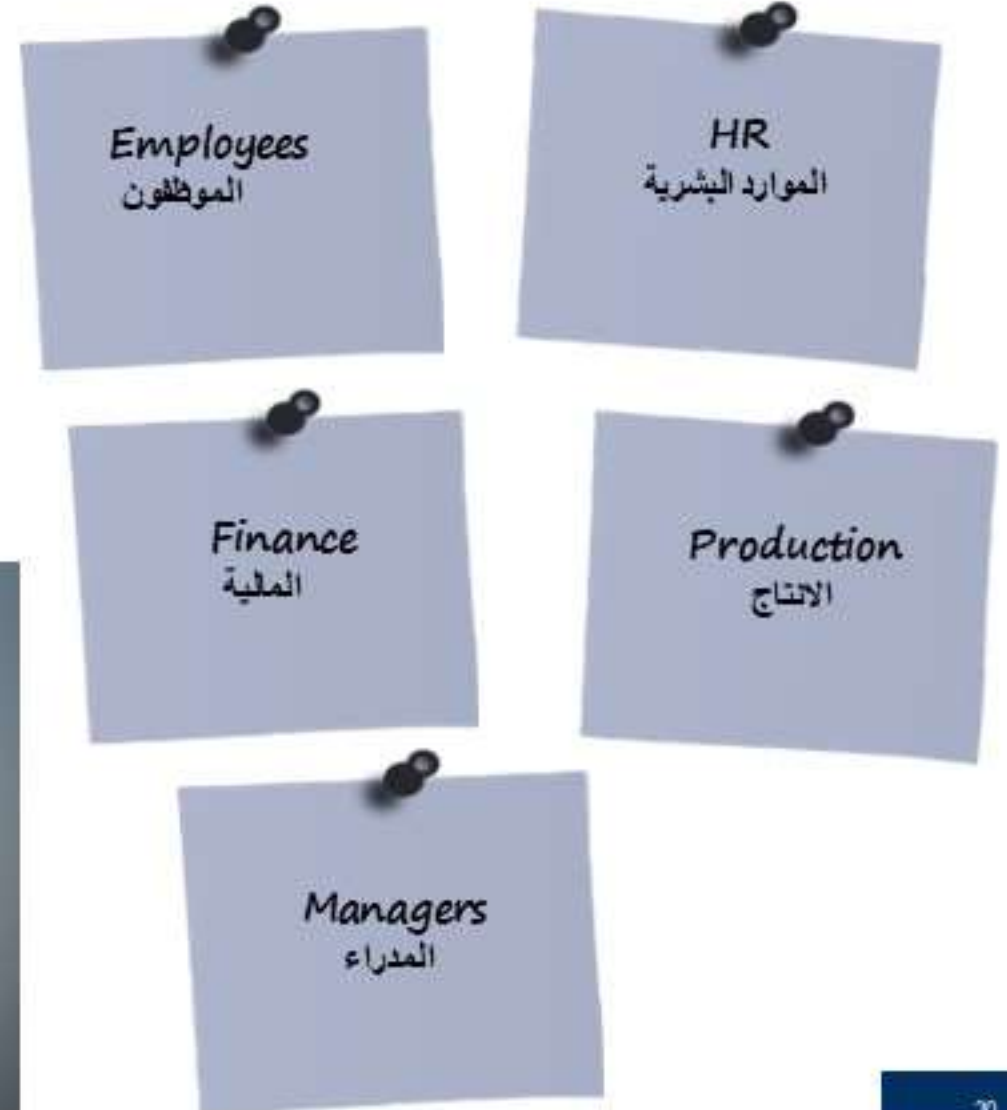 Employees
الموظفون
HR
الموارد البشرية
Finance
المالية
Production
الانتاج
Managers
المدراء